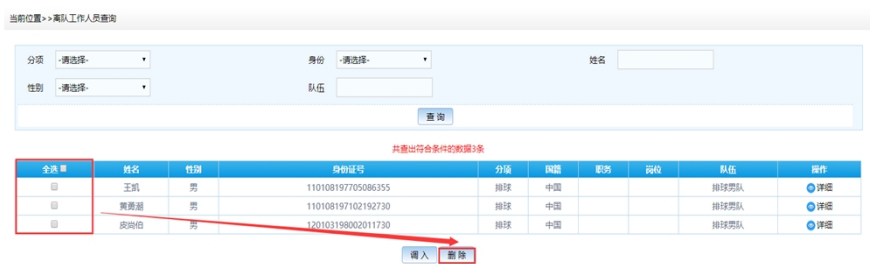 当前位置>>离队工作人员查询
分项 -请选择- 身份 -请选择- 姓名
性别 -请选择- 队伍
查询
共查出符合条件的数据3条
全选 姓名 性别 身份证号 分项 国籍 职务 岗位 队伍 操作
王凯 男 110108197705086355 排球 中国 排球男队 详细
黄勇潮 男 110108197102192730 排球 中国 排球男队 详细
皮尚伯 男 120103198002011730 排球 中国 排球男队 详细
调入 删除